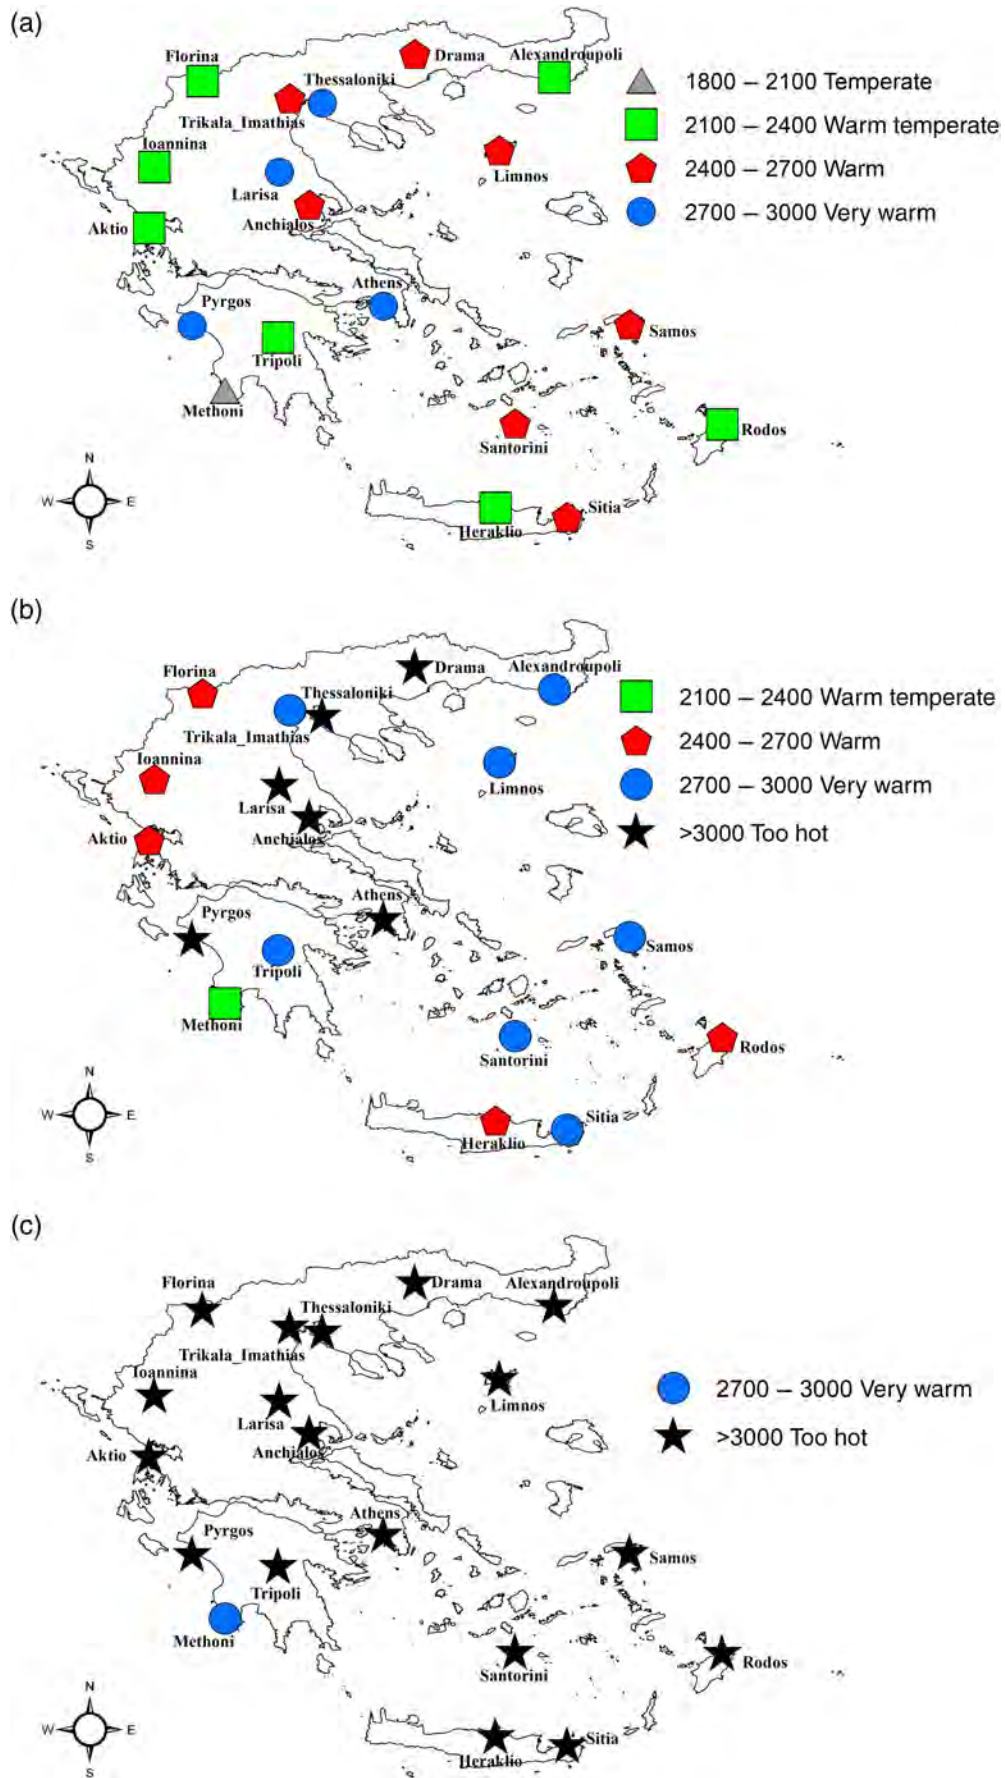 (a)
Florina
Drama
Alexandroupoli
Thessaloniki
Trikala_Imathias
Ioannina
Limnos
Larisa
Anchialos
Aktio
Athens
Pyrgos
Samos
Tripoli
Methoni
Rodos
Santorini
Sitia
Heraklio
N
W
E
S
1800 – 2100 Temperate
2100 – 2400 Warm temperate
2400 – 2700 Warm
2700 – 3000 Very warm
(b)
Florina
Drama
Alexandroupoli
Thessaloniki
Trikala_Imathias
Ioannina
Limnos
Larisa
Anchialos
Aktio
Athens
Pyrgos
Samos
Tripoli
Methoni
Rodos
Santorini
Sitia
Heraklio
N
W
E
S
2100 – 2400 Warm temperate
2400 – 2700 Warm
2700 – 3000 Very warm
>3000 Too hot
(c)
Florina
Drama
Alexandroupoli
Thessaloniki
Trikala_Imathias
Ioannina
Limnos
Larisa
Anchialos
Aktio
Athens
Pyrgos
Samos
Tripoli
Methoni
Rodos
Santorini
Sitia
Heraklio
N
W
E
S
2700 – 3000 Very warm
>3000 Too hot